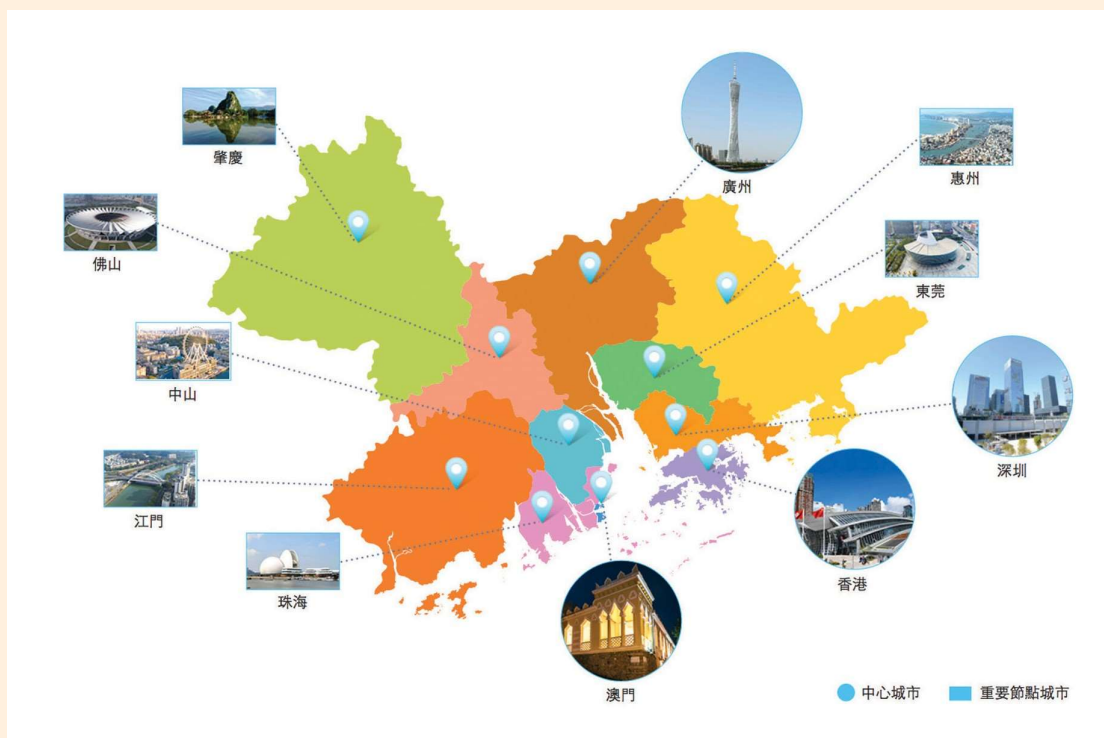 肇慶
廣州
惠州
佛山
東莞
中山
深圳
江門
香港
珠海
澳門
中心城市
重要節點城市